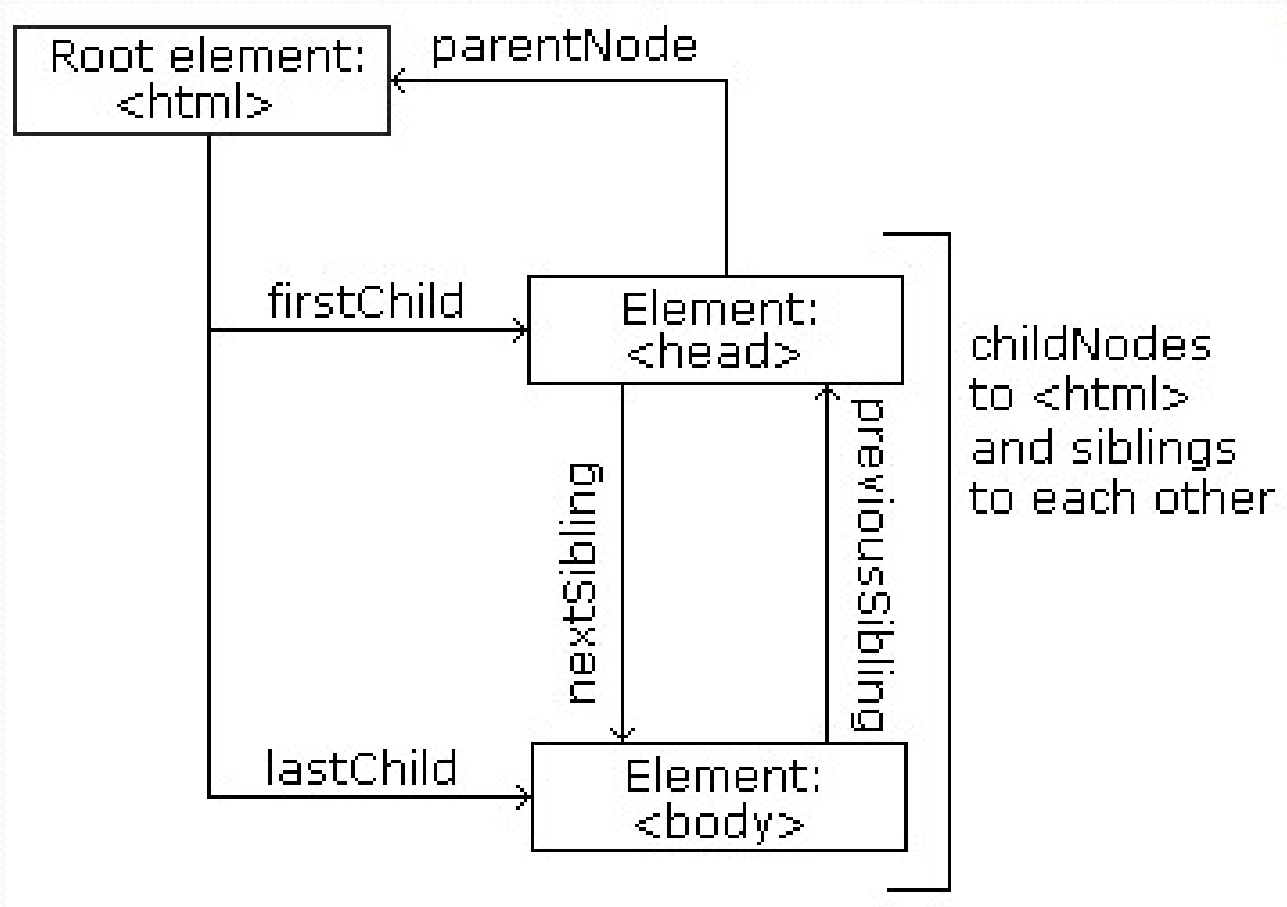 Root element:
<html>
parentNode
firstChild
Element:
<head>
childNodes
to <html>
and siblings
to each other
nextSibling
previousSibling
lastChild
Element:
<body>